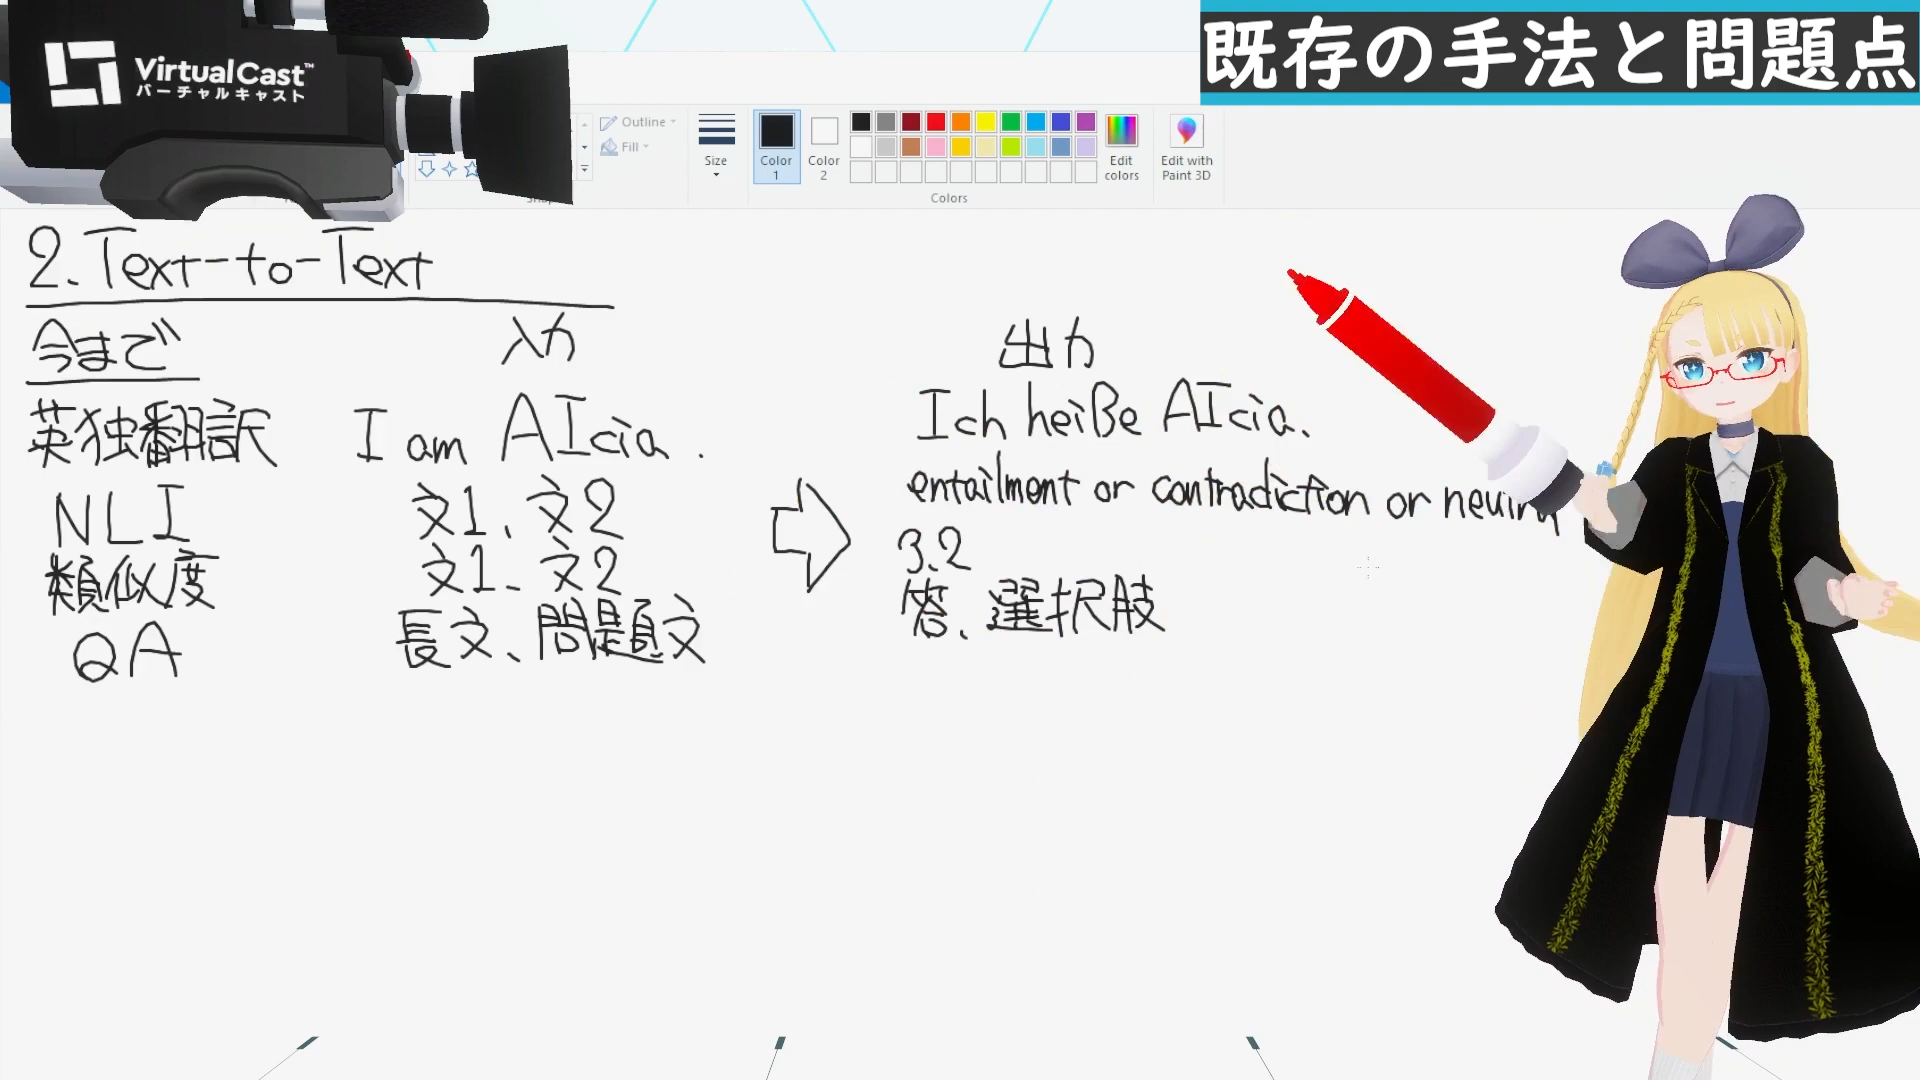 VirtualCast™
バーチャルキャスト
既存の手法と問題点
Outline
Fill
Size
Color 1
Color 2
Edit colors
Edit with Paint 3D
Colors
2. Text-to-Text
今まで 入力 出力
英独翻訳 I am AIcia. Ich heiße AIcia.
NLI 文1、文2 entailment or contradiction or neutral
類似度 文1、文2 3.2
QA 長文、問題文 答、選択肢